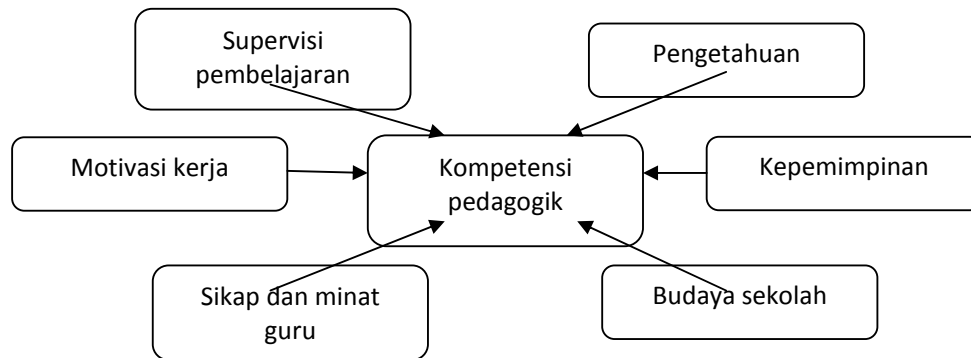 Supervisi
pembelajaran
Pengetahuan
Motivasi kerja
Kompetensi
pedagogik
Kepemimpinan
Sikap dan minat
guru
Budaya sekolah